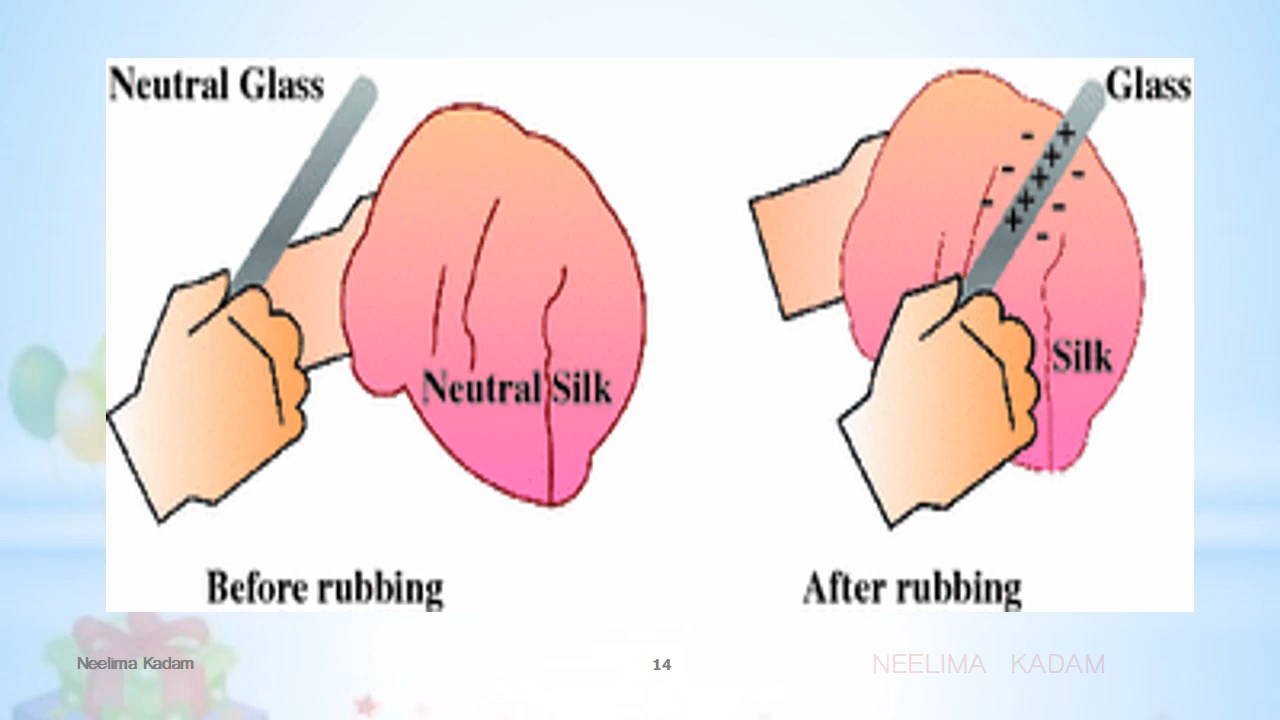 Neutral Glass
Glass
- +
- + -
+
- + -
+ -
Neutral Silk
Silk
Before rubbing
After rubbing
Neelima Kadam
14
NEELIMA KADAM